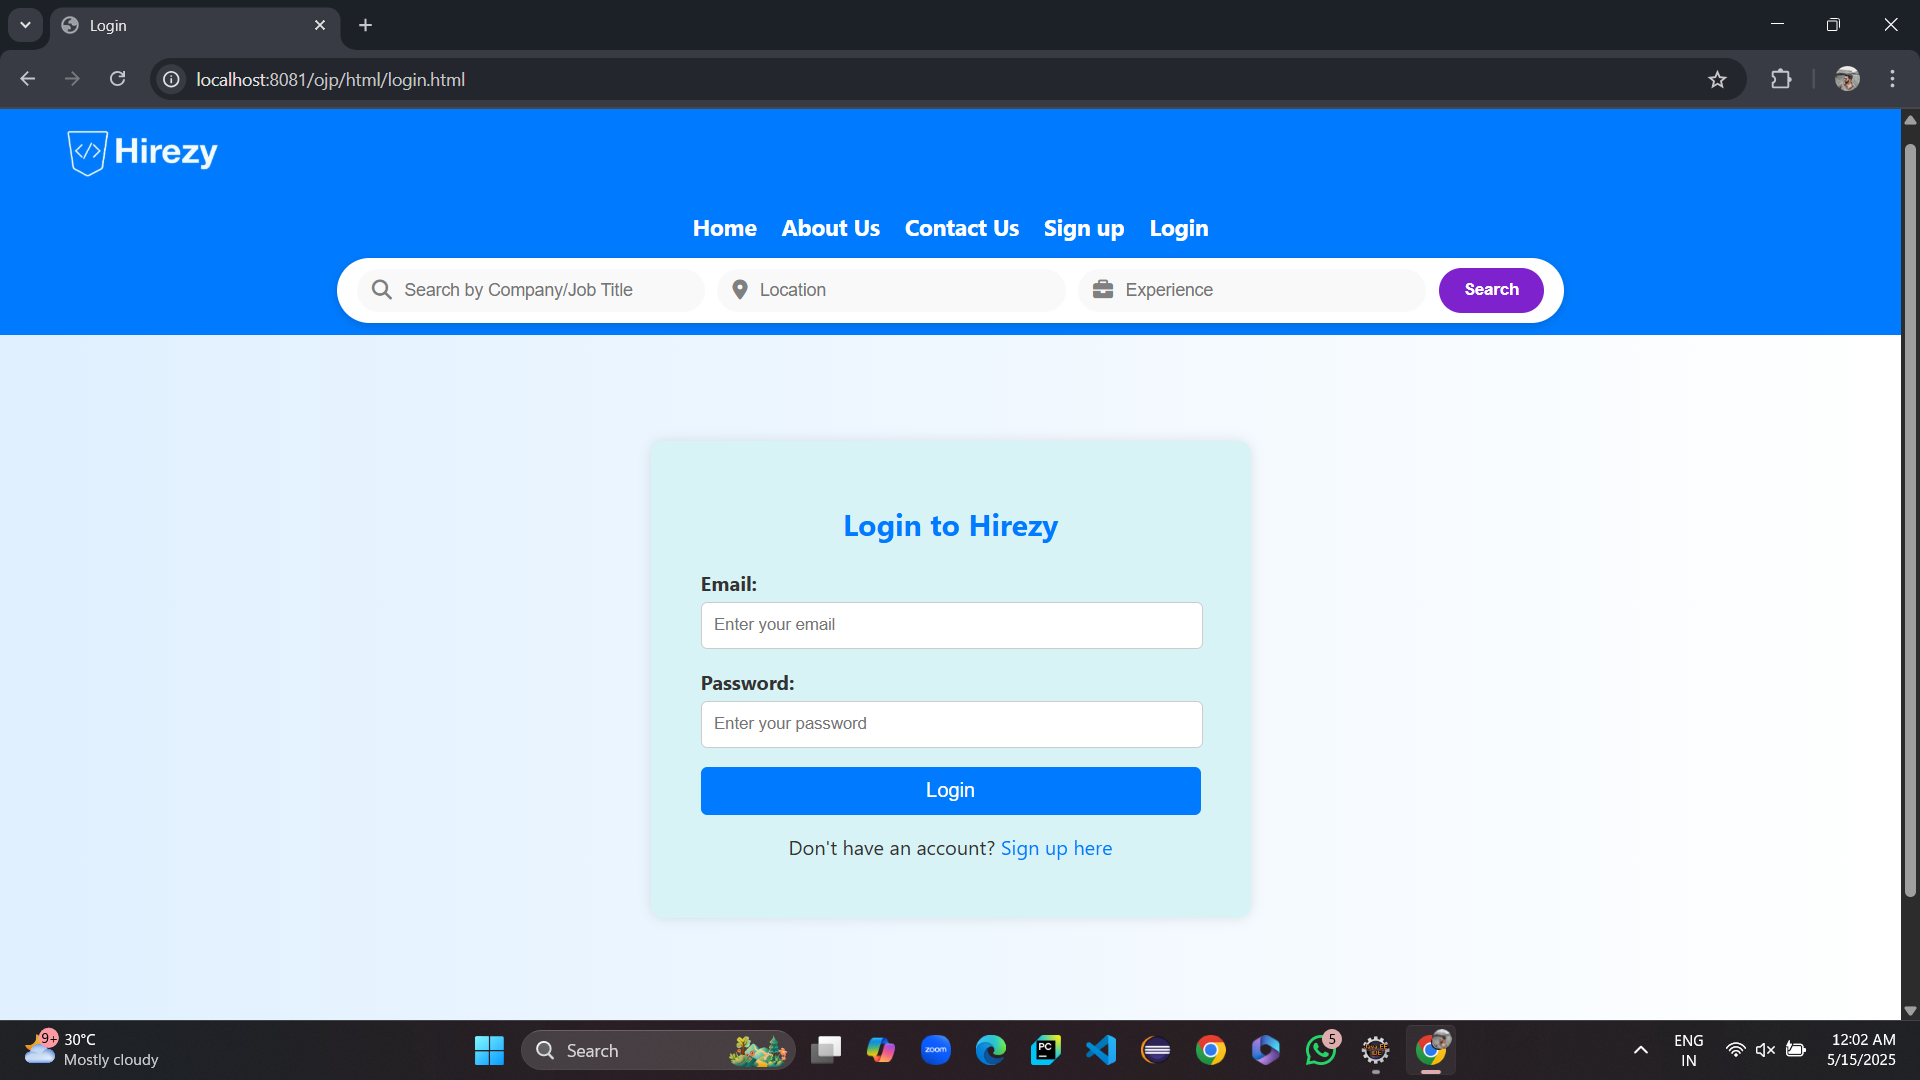 Login
localhost:8081/ojp/html/login.html
</> Hirezy
Home About Us Contact Us Sign up Login
Search by Company/Job Title Location Experience Search
Login to Hirezy
Email:
Enter your email
Password:
Enter your password
Login
Don't have an account? Sign up here
9+ 30°C
Mostly cloudy
Search
zoom
PC
5
ENG
IN
12:02 AM
5/15/2025